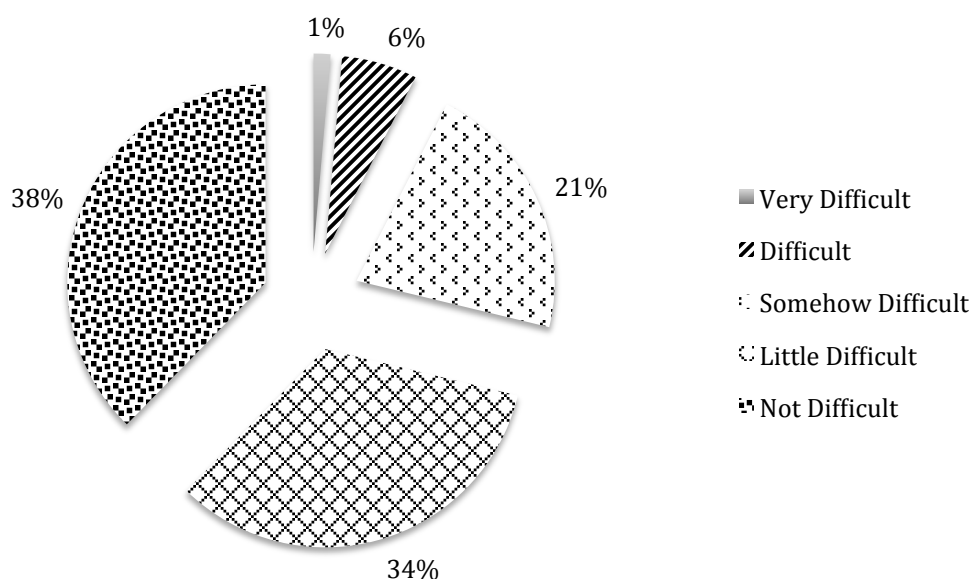 1%
6%
21%
34%
38%
Very Difficult
Difficult
Somehow Difficult
Little Difficult
Not Difficult